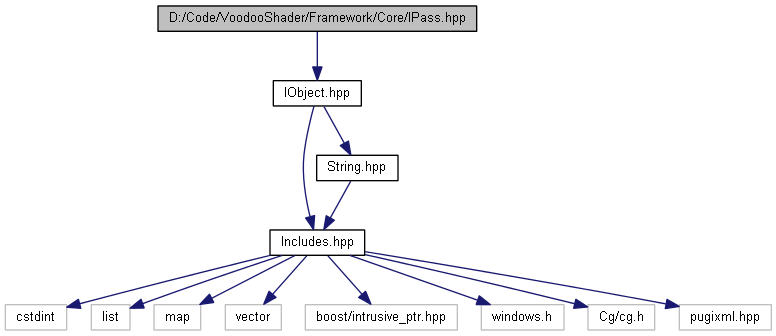 D:/Code/VoodooShader/Framework/Core/IPass.hpp
IObject.hpp
String.hpp
Includes.hpp
cstdint
list
map
vector
boost/intrusive_ptr.hpp
windows.h
Cg/cg.h
pugixml.hpp